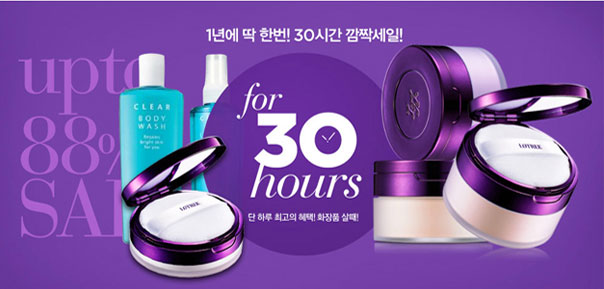 1년에 딱 한번! 30시간 깜짝세일!
upto
88%
SALE
CLEAR
BODY
WASH
for
30
hours
단 하루 최고의 혜택! 화장품 살때!
LOTREE
LOTREE